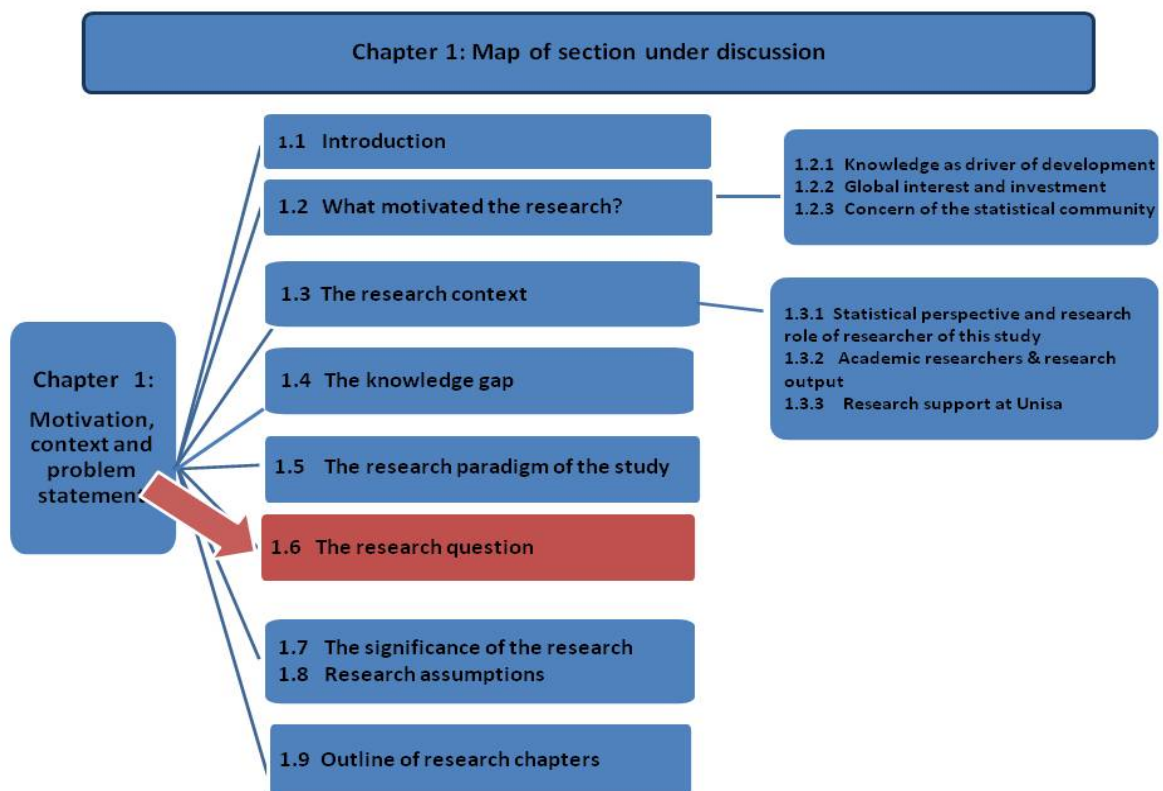 Chapter 1: Map of section under discussion
1.1 Introduction
1.2 What motivated the research?
1.2.1 Knowledge as driver of development
1.2.2 Global interest and investment
1.2.3 Concern of the statistical community
1.3 The research context
1.3.1 Statistical perspective and research
role of researcher of this study
1.3.2 Academic researchers & research
output
1.3.3 Research support at Unisa
Chapter 1:
Motivation,
context and
problem
statement
1.4 The knowledge gap
1.5 The research paradigm of the study
1.6 The research question
1.7 The significance of the research
1.8 Research assumptions
1.9 Outline of research chapters